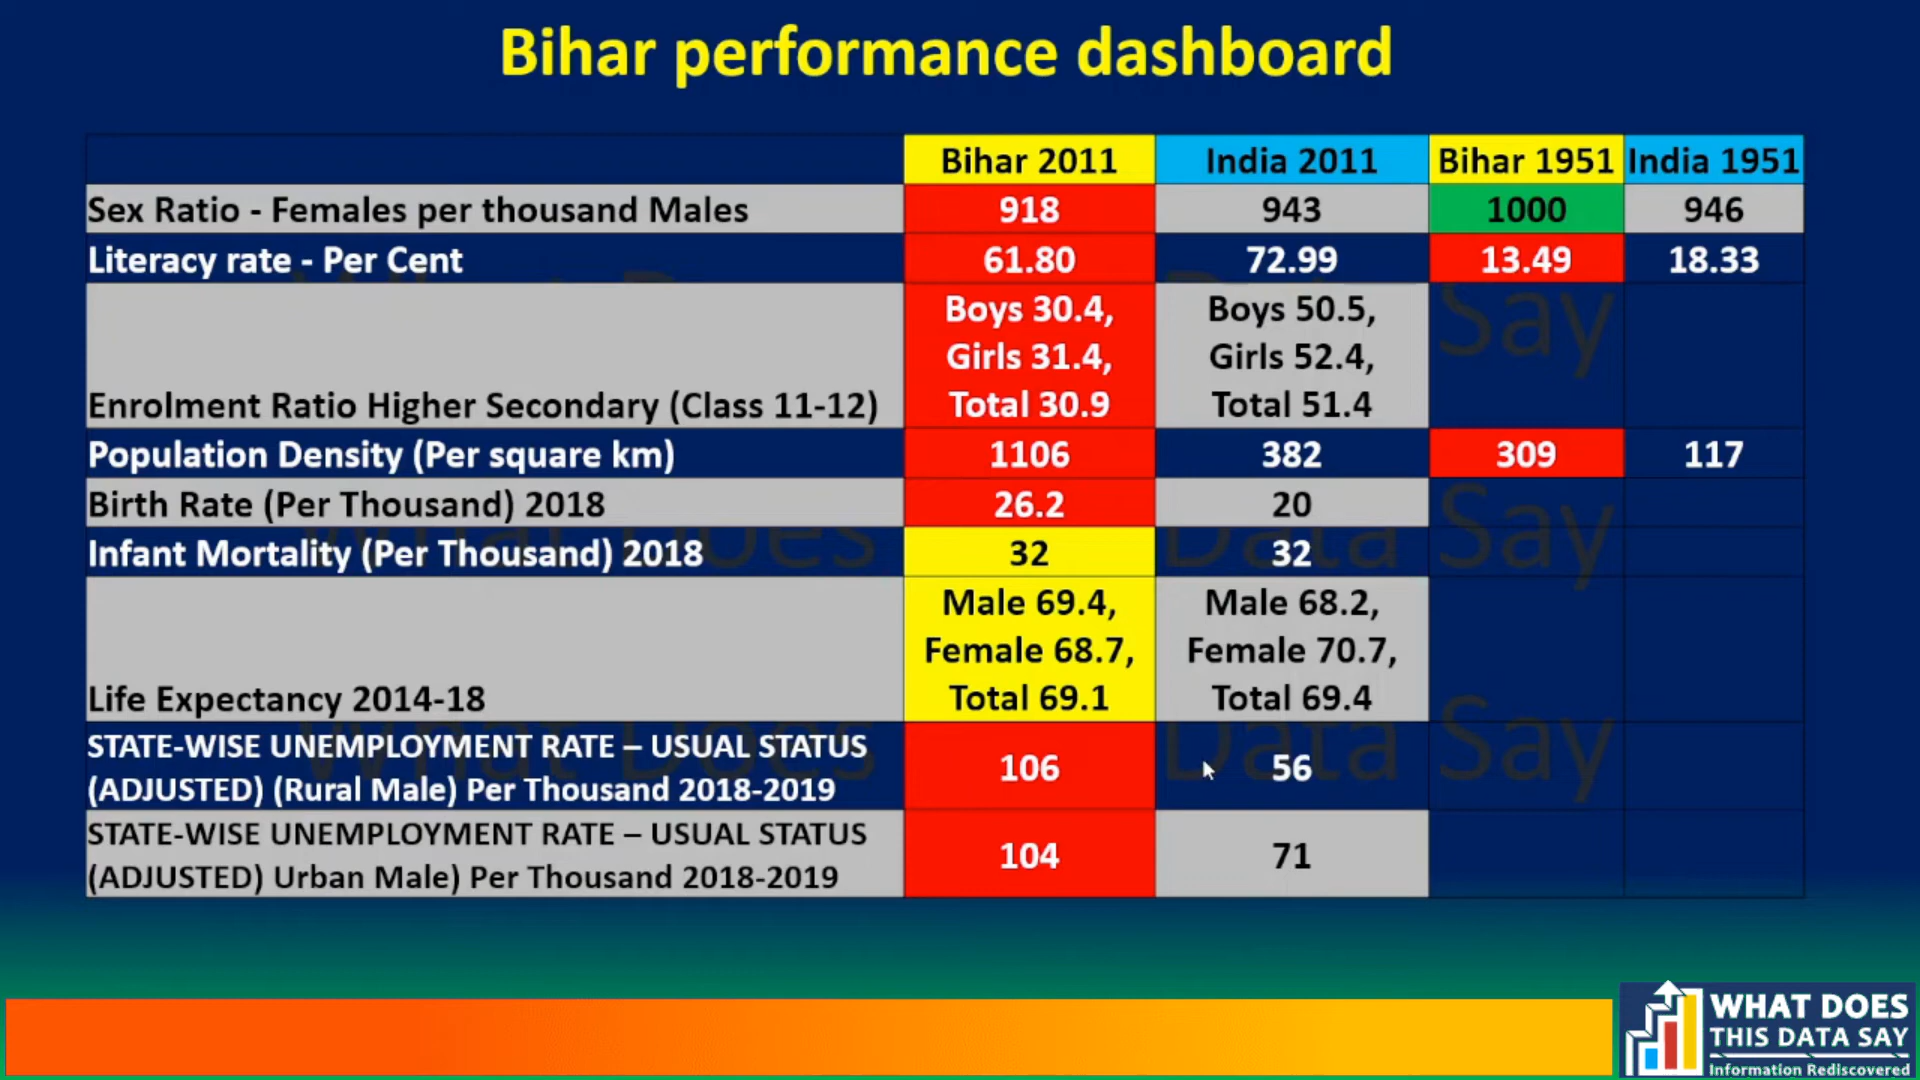 Bihar performance dashboard
Bihar 2011 India 2011 Bihar 1951 India 1951
Sex Ratio - Females per thousand Males 918 943 1000 946
Literacy rate - Per Cent 61.80 72.99 13.49 18.33
Boys 30.4, Boys 50.5,
Girls 31.4, Girls 52.4,
Enrolment Ratio Higher Secondary (Class 11-12) Total 30.9 Total 51.4
Population Density (Per square km) 1106 382 309 117
Birth Rate (Per Thousand) 2018 26.2 20
Infant Mortality (Per Thousand) 2018 32 32
Male 69.4, Male 68.2,
Female 68.7, Female 70.7,
Life Expectancy 2014-18 Total 69.1 Total 69.4
STATE-WISE UNEMPLOYMENT RATE – USUAL STATUS
(ADJUSTED) (Rural Male) Per Thousand 2018-2019 106 56
STATE-WISE UNEMPLOYMENT RATE – USUAL STATUS
(ADJUSTED) Urban Male) Per Thousand 2018-2019 104 71
WHAT DOES
THIS DATA SAY
Information Rediscovered